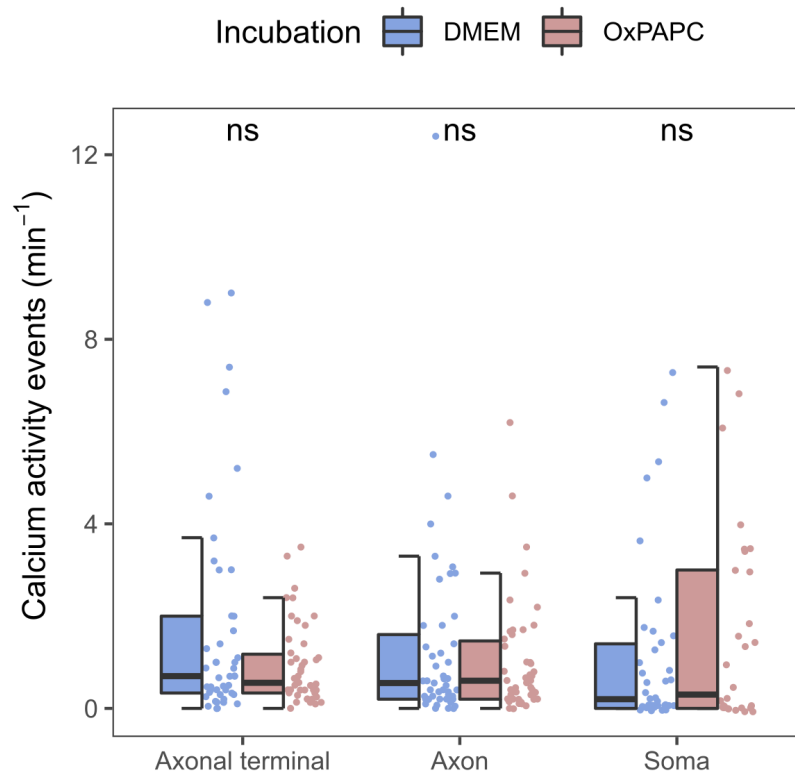 Incubation DMEM OxPAPC
ns ns ns
Calcium activity events (min⁻¹)
12
8
4
0
Axonal terminal Axon Soma